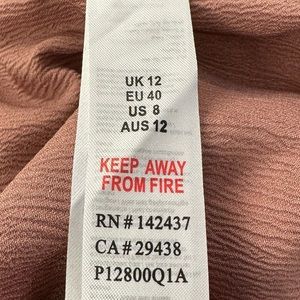 UK 12
EU 40
US 8
AUS 12
KEEP AWAY
FROM FIRE
RN# 142437
CA# 29438
P12800Q1A